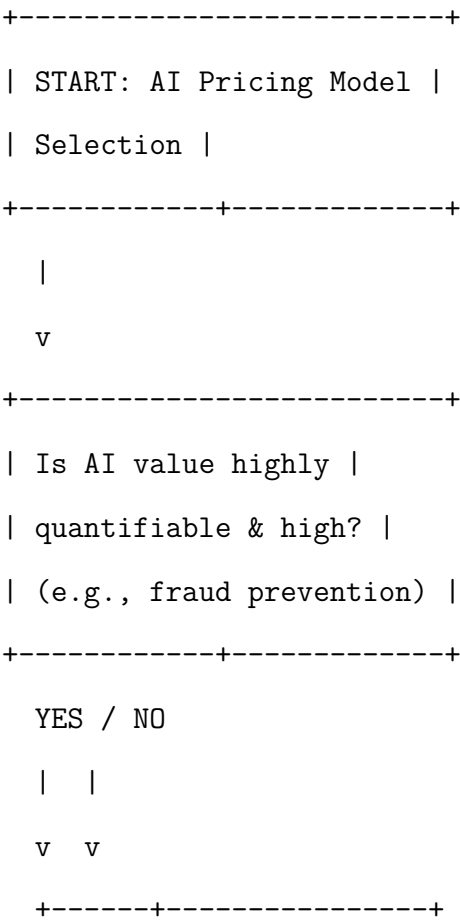 +---------------------------+
| START: AI Pricing Model |
| Selection |
+------------+-------------+
|
v
+---------------------------+
| Is AI value highly |
| quantifiable & high? |
| (e.g., fraud prevention) |
+------------+-------------+
YES / NO
| |
v v
+------+----------------+